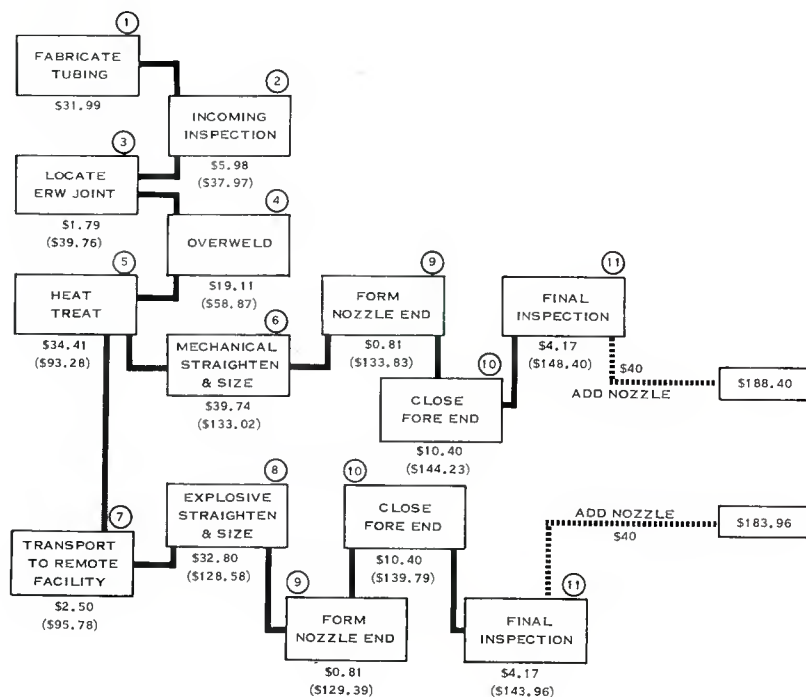 1
FABRICATE
TUBING
$31.99
2
INCOMING
INSPECTION
$5.98
($37.97)
3
LOCATE
ERW JOINT
$1.79
($39.76)
4
OVERWELD
$19.11
($58.87)
5
HEAT
TREAT
$34.41
($93.28)
6
MECHANICAL
STRAIGHTEN
& SIZE
$39.74
($133.02)
9
FORM
NOZZLE END
$0.81
($133.83)
10
CLOSE
FORE END
$10.40
($144.23)
11
FINAL
INSPECTION
$4.17
($148.40)
$40
ADD NOZZLE
$188.40
7
TRANSPORT
TO REMOTE
FACILITY
$2.50
($95.78)
8
EXPLOSIVE
STRAIGHTEN
& SIZE
$32.80
($128.58)
9
FORM
NOZZLE END
$0.81
($129.39)
10
CLOSE
FORE END
$10.40
($139.79)
11
FINAL
INSPECTION
$4.17
($143.96)
ADD NOZZLE
$40
$183.96